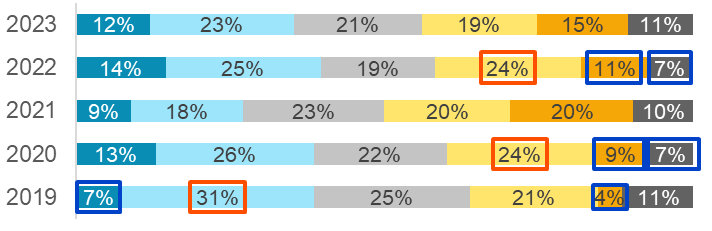 2023 12% 23% 21% 19% 15% 11%
2022 14% 25% 19% 24% 11% 7%
2021 9% 18% 23% 20% 20% 10%
2020 13% 26% 22% 24% 9% 7%
2019 7% 31% 25% 21% 4% 11%